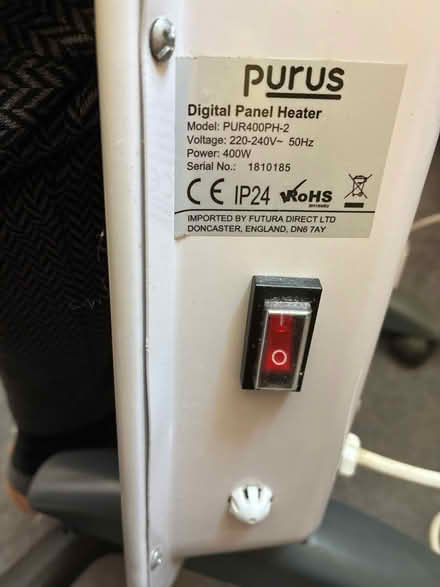 purus
Digital Panel Heater
Model: PUR400PH-2
Voltage: 220-240V~ 50Hz
Power: 400W
Serial No.: 1810185
CE IP24 RoHS
IMPORTED BY FUTURA DIRECT LTD
DONCASTER, ENGLAND, DN6 7AY